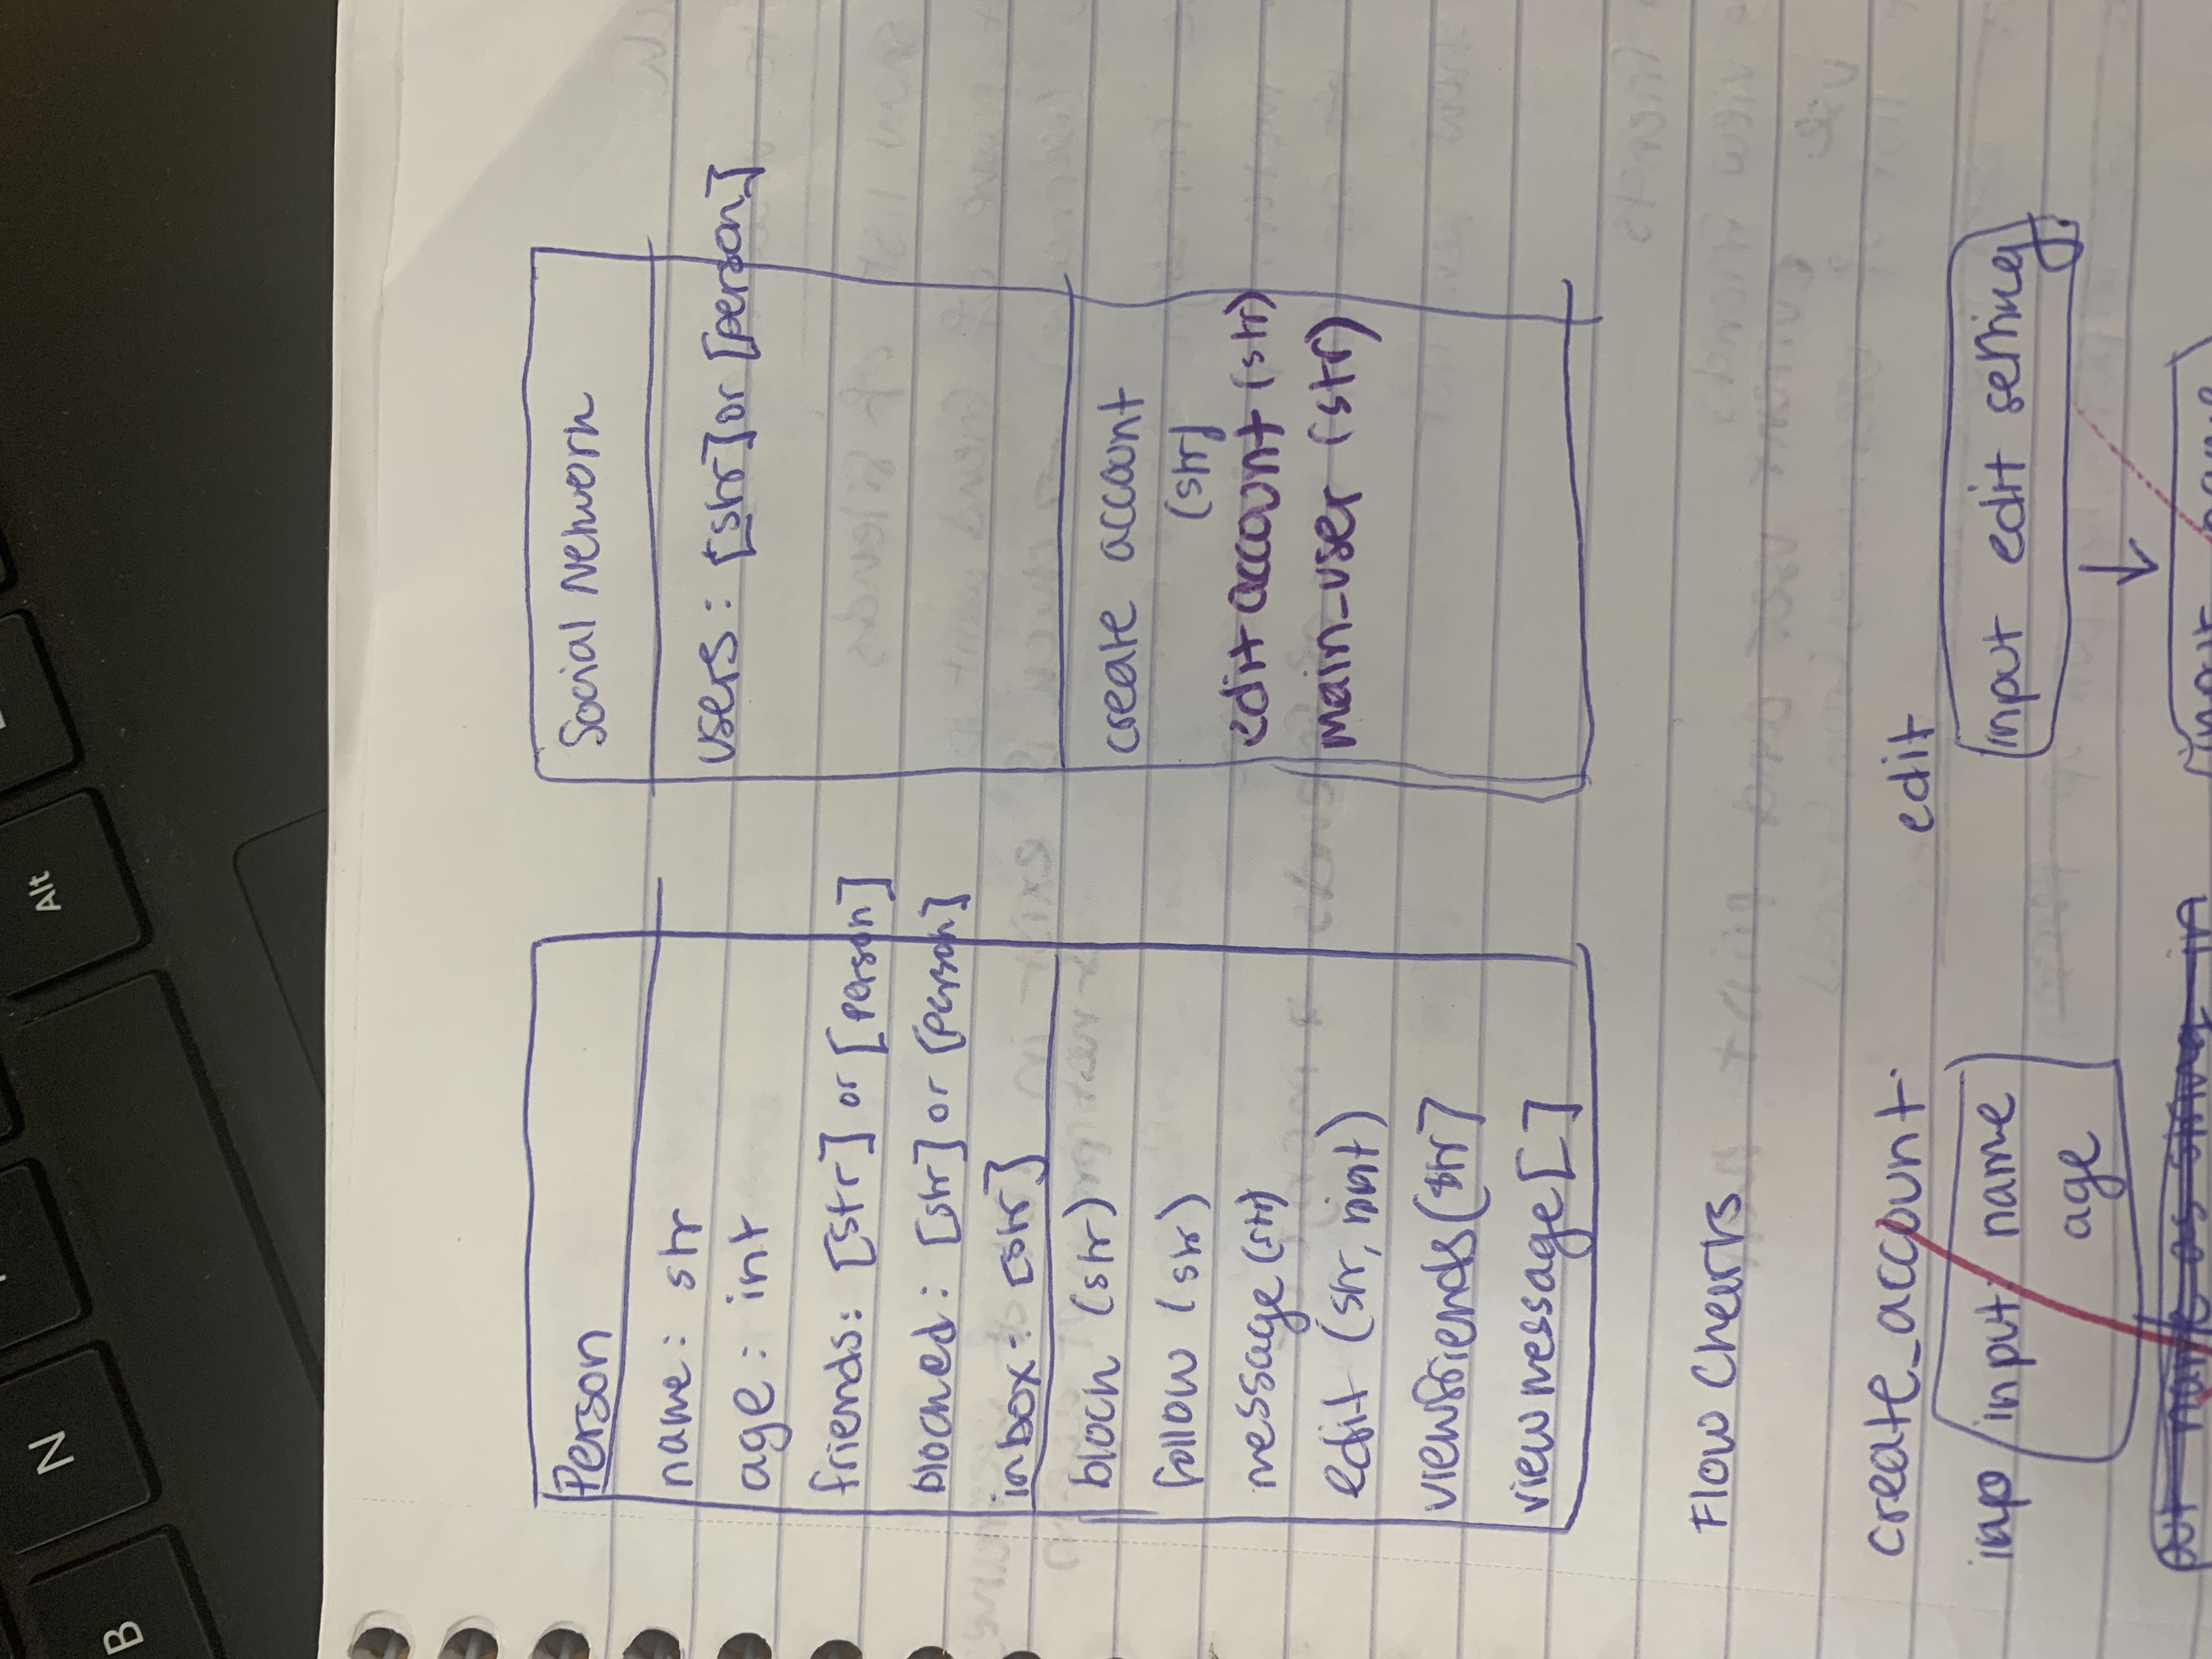 B
N
Alt
Person
name: str
age: int
friends: [str] or [person]
blocked: [str] or [person]
inbox: [str]
block (str)
follow (str)
message (str)
edit (str, int)
viewfriends (str]
view message [ ]
Social Network
users: [str] or [person]
create account
(str)
edit account (str)
main_user (str)
Flow Charts
create_account:
inp input: name
age
put name as string in
edit
input edit setting
input name